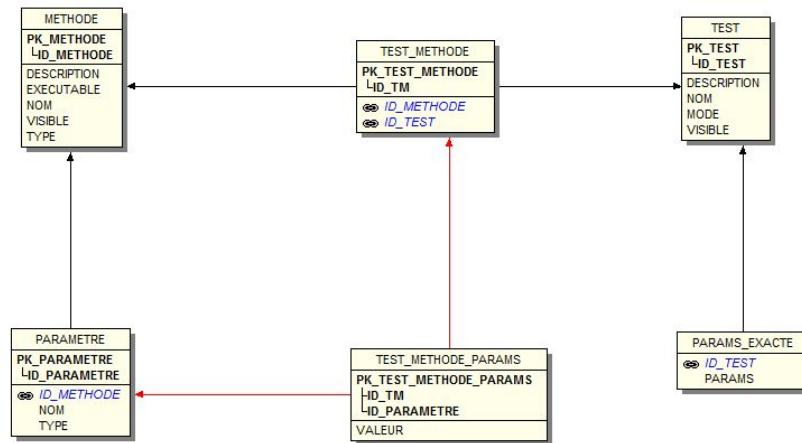 METHODE
PK_METHODE
ID_METHODE
DESCRIPTION
EXECUTABLE
NOM
VISIBLE
TYPE
TEST_METHODE
PK_TEST_METHODE
ID_TM
ID_METHODE
ID_TEST
TEST
PK_TEST
ID_TEST
DESCRIPTION
NOM
MODE
VISIBLE
PARAMETRE
PK_PARAMETRE
ID_PARAMETRE
ID_METHODE
NOM
TYPE
TEST_METHODE_PARAMS
PK_TEST_METHODE_PARAMS
ID_TM
ID_PARAMETRE
VALEUR
PARAMS_EXACTE
ID_TEST
PARAMS